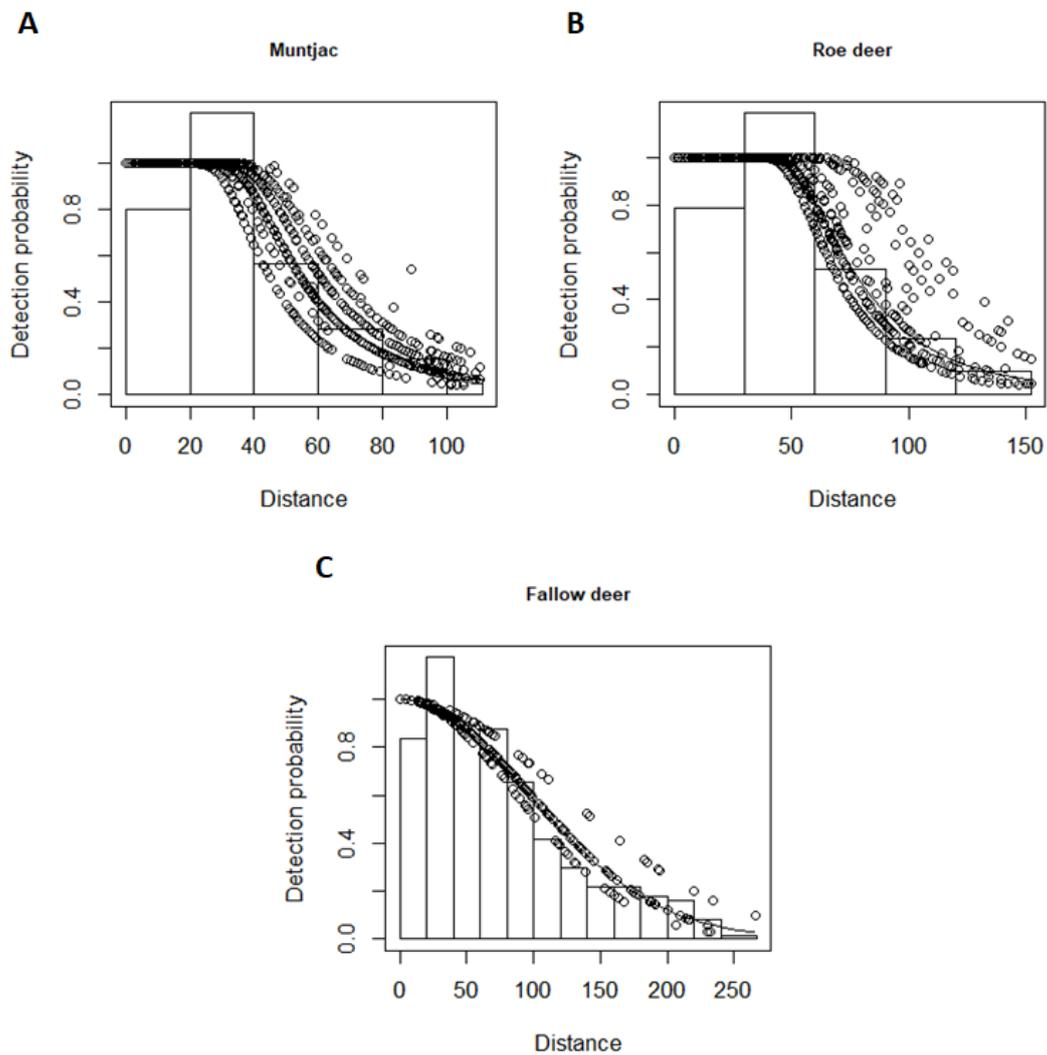 A
Muntjac
Detection probability
0.0 0.4 0.8
0 20 40 60 80 100
Distance
B
Roe deer
Detection probability
0.0 0.4 0.8
0 50 100 150
Distance
C
Fallow deer
Detection probability
0.0 0.4 0.8
0 50 100 150 200 250
Distance